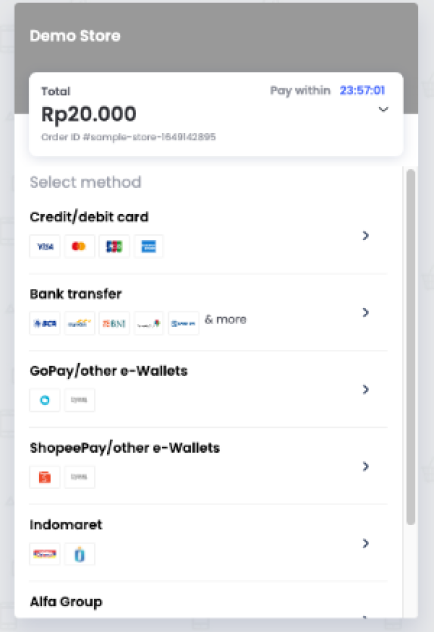 Demo Store
Total
Pay within 23:57:01
Rp20.000
Order ID #sample-store-1649142895
Select method
Credit/debit card
VISA
JCB
Bank transfer
BCA
BNI
& more
GoPay/other e-Wallets
ShopeePay/other e-Wallets
Indomaret
Alfa Group